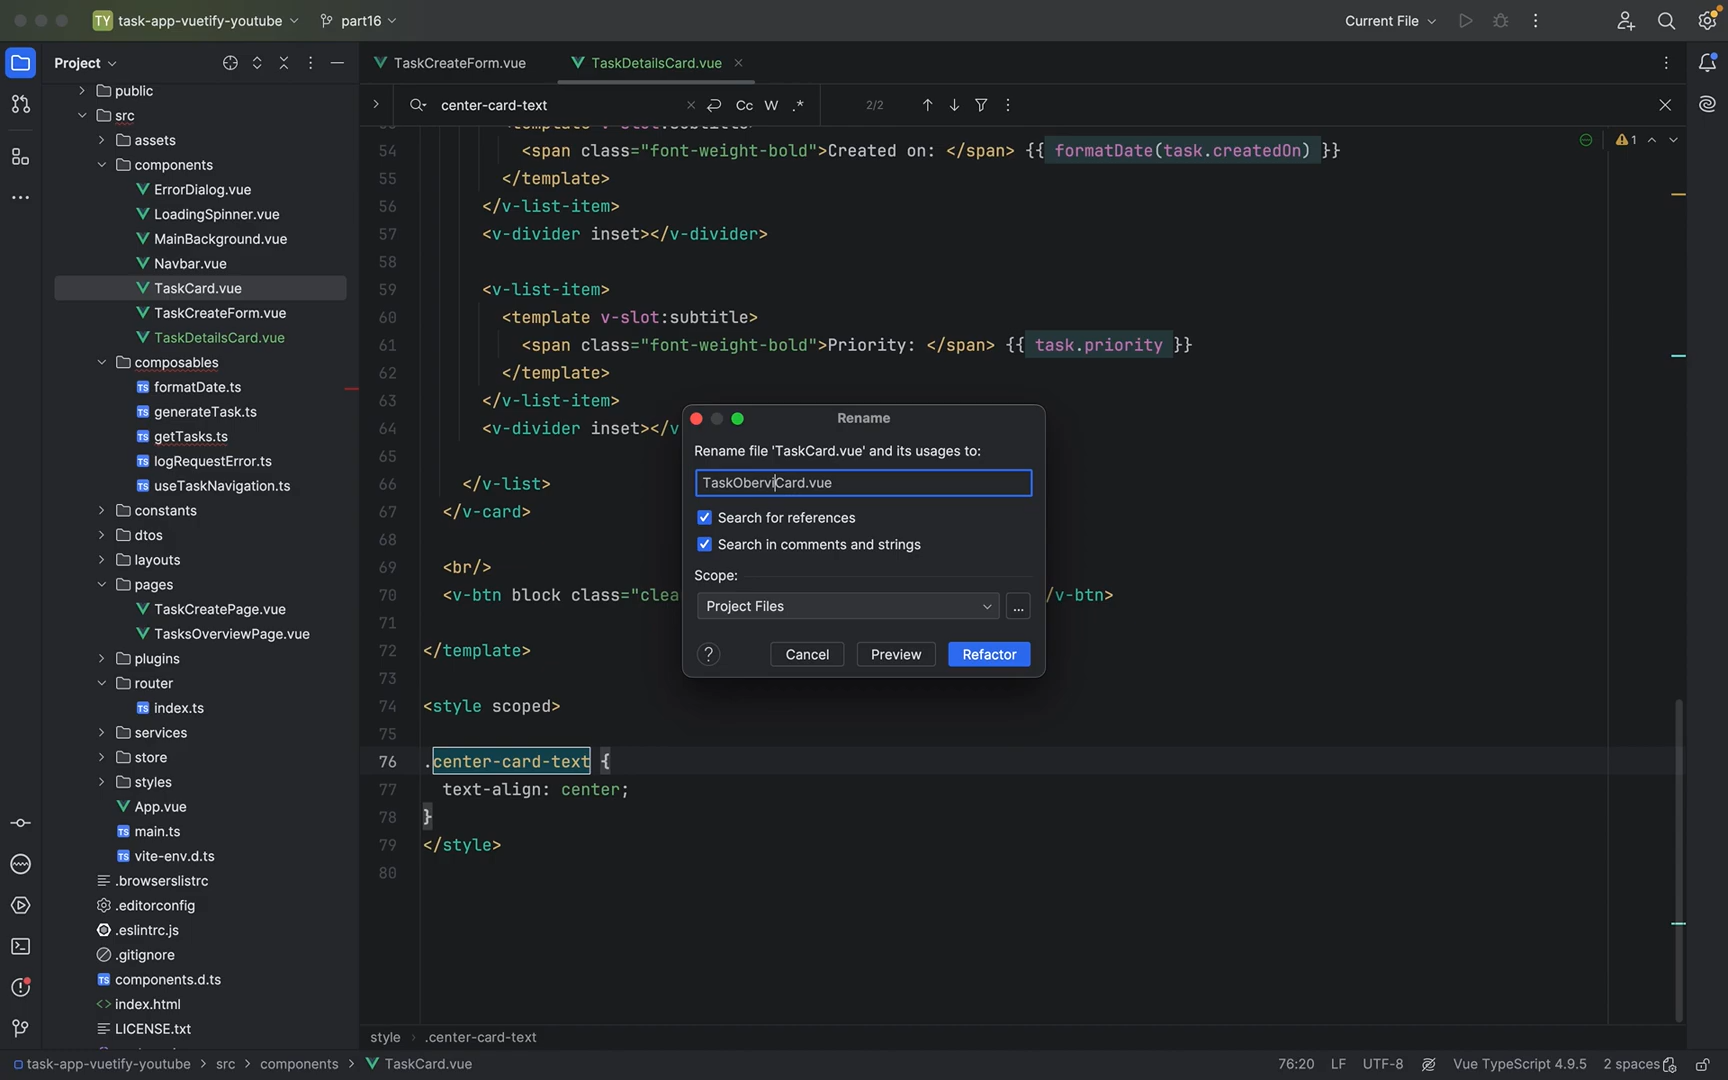 TY task-app-vuetify-youtube part16 Current File
Project TaskCreateForm.vue TaskDetailsCard.vue
center-card-text Cc W .* 2/2
public
src
assets
components
ErrorDialog.vue
LoadingSpinner.vue
MainBackground.vue
Navbar.vue
TaskCard.vue
TaskCreateForm.vue
TaskDetailsCard.vue
composables
TS formatDate.ts
TS generateTask.ts
TS getTasks.ts
TS logRequestError.ts
TS useTaskNavigation.ts
constants
dtos
layouts
pages
TaskCreatePage.vue
TasksOverviewPage.vue
plugins
router
TS index.ts
services
store
styles
App.vue
TS main.ts
TS vite-env.d.ts
.browserslistrc
.editorconfig
.eslintrc.js
.gitignore
TS components.d.ts
<> index.html
LICENSE.txt
1
54 <span class="font-weight-bold">Created on: </span> {{ formatDate(task.createdOn) }}
55 </template>
56 </v-list-item>
57 <v-divider inset></v-divider>
58
59 <v-list-item>
60 <template v-slot:subtitle>
61 <span class="font-weight-bold">Priority: </span> {{ task.priority }}
62 </template>
63 </v-list-item>
64 <v-divider inset></v
65
66 </v-list>
67 </v-card>
68
69 <br/>
70 <v-btn block class="clea /v-btn>
71
72 </template>
73
74 <style scoped>
75
76 .center-card-text {
77 text-align: center;
78 }
79 </style>
80
Rename
Rename file 'TaskCard.vue' and its usages to:
TaskOberviCard.vue
Search for references
Search in comments and strings
Scope:
Project Files ...
? Cancel Preview Refactor
style > .center-card-text
task-app-vuetify-youtube > src > components > TaskCard.vue 76:20 LF UTF-8 Vue TypeScript 4.9.5 2 spaces